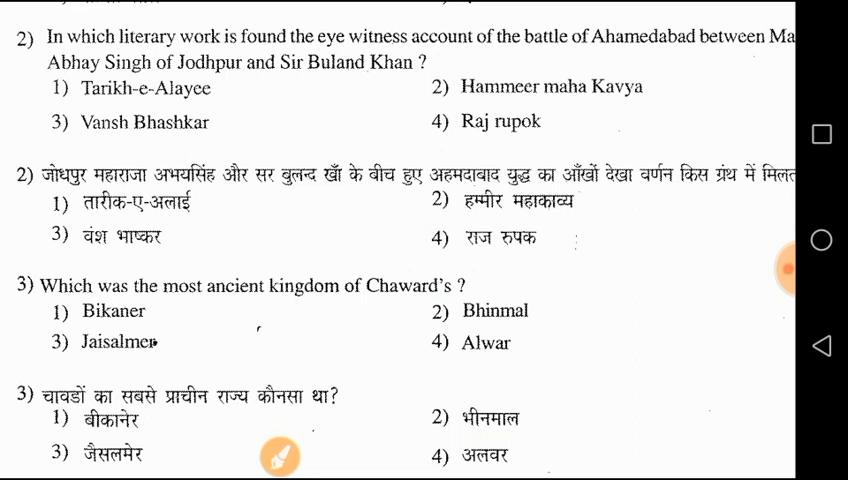 2) In which literary work is found the eye witness account of the battle of Ahamedabad between Ma
Abhay Singh of Jodhpur and Sir Buland Khan ?
1) Tarikh-e-Alayee 2) Hammeer maha Kavya
3) Vansh Bhashkar 4) Raj rupok
2) जोधपुर महाराजा अभयसिंह और सर बुलन्द खाँ के बीच हुए अहमदाबाद युद्ध का आँखों देखा वर्णन किस ग्रंथ में मिलत
1) तारीक-ए-अलाई 2) हम्मीर महाकाव्य
3) वंश भाष्कर 4) राज रुपक
3) Which was the most ancient kingdom of Chaward's ?
1) Bikaner 2) Bhinmal
3) Jaisalmer 4) Alwar
3) चावडों का सबसे प्राचीन राज्य कौनसा था?
1) बीकानेर 2) भीनमाल
3) जैसलमेर 4) अलवर